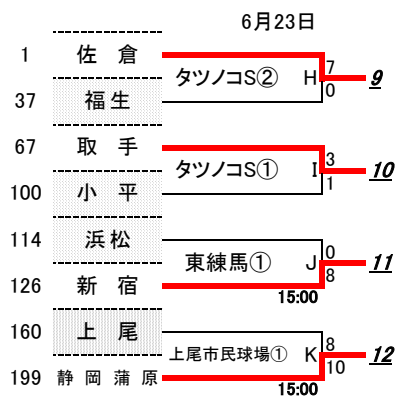 6月23日
1 佐倉 7
タツノコS② H 9
37 福生 0
67 取手 3
タツノコS① I 10
100 小平 1
114 浜松 0
東練馬① J 11
126 新宿 8
15:00
160 上尾 8
上尾市民球場① K 12
199 静岡蒲原 10
15:00